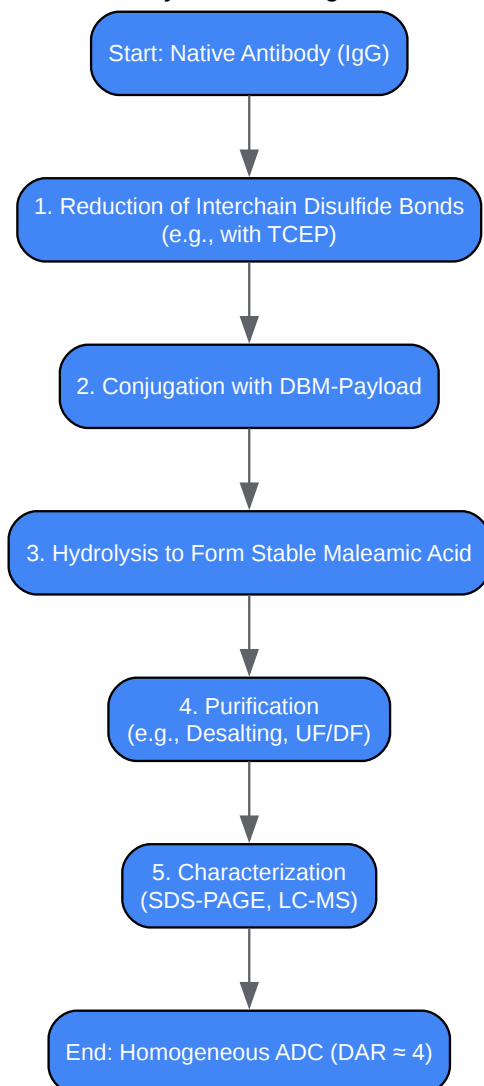 Start: Native Antibody (IgG)
1. Reduction of Interchain Disulfide Bonds
(e.g., with TCEP)
2. Conjugation with DBM-Payload
3. Hydrolysis to Form Stable Maleamic Acid
4. Purification
(e.g., Desalting, UF/DF)
5. Characterization
(SDS-PAGE, LC-MS)
End: Homogeneous ADC (DAR ≈ 4)